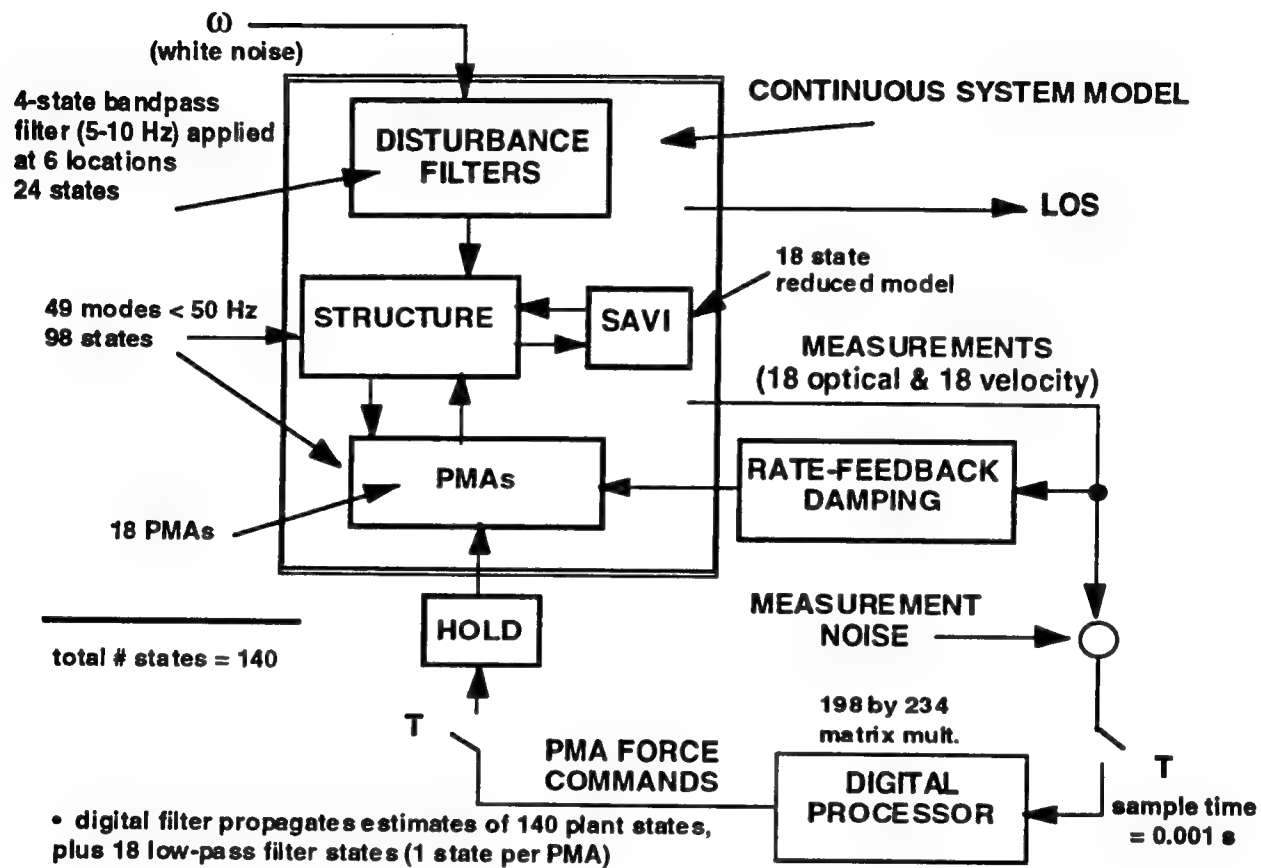 ω
(white noise)
4-state bandpass
filter (5-10 Hz) applied
at 6 locations
24 states
DISTURBANCE
FILTERS
CONTINUOUS SYSTEM MODEL
LOS
18 state
reduced model
49 modes < 50 Hz
98 states
STRUCTURE
SAVI
MEASUREMENTS
(18 optical & 18 velocity)
PMAs
RATE-FEEDBACK
DAMPING
18 PMAs
HOLD
MEASUREMENT
NOISE
total # states = 140
T
198 by 234
matrix mult.
PMA FORCE
COMMANDS
DIGITAL
PROCESSOR
T
sample time
= 0.001 s
• digital filter propagates estimates of 140 plant states,
plus 18 low-pass filter states (1 state per PMA)